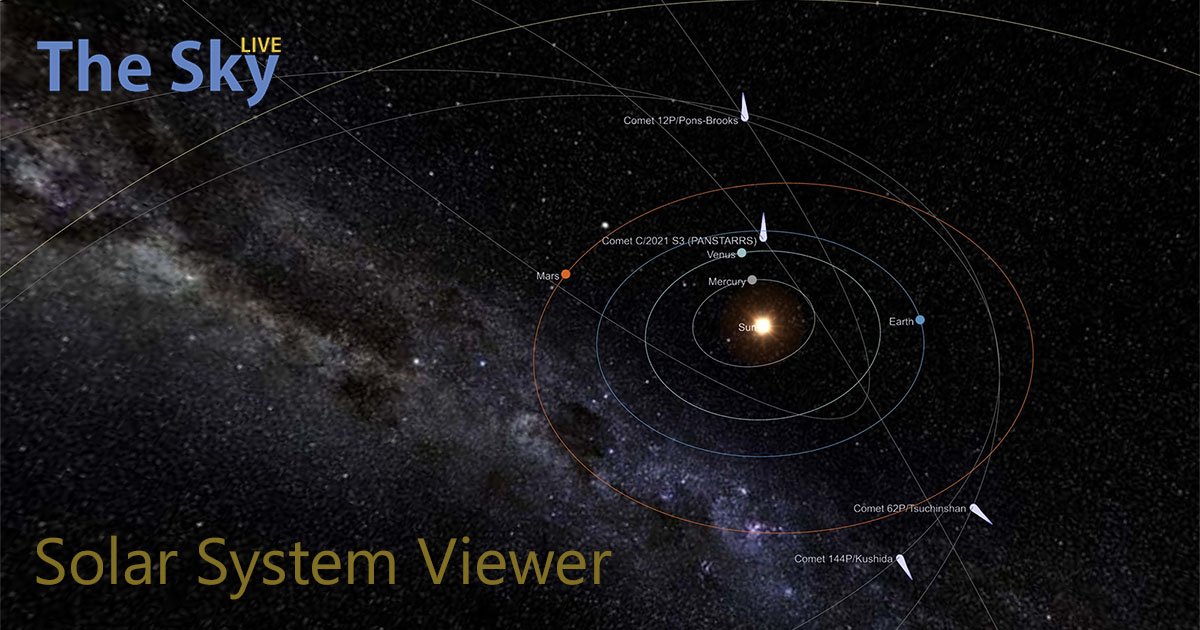 The Sky LIVE
Comet 12P/Pons-Brooks
Comet C/2021 S3 (PANSTARRS)
Venus
Mars
Mercury
Earth
Sun
Comet 62P/Tsuchinshan
Comet 144P/Kushida
Solar System Viewer